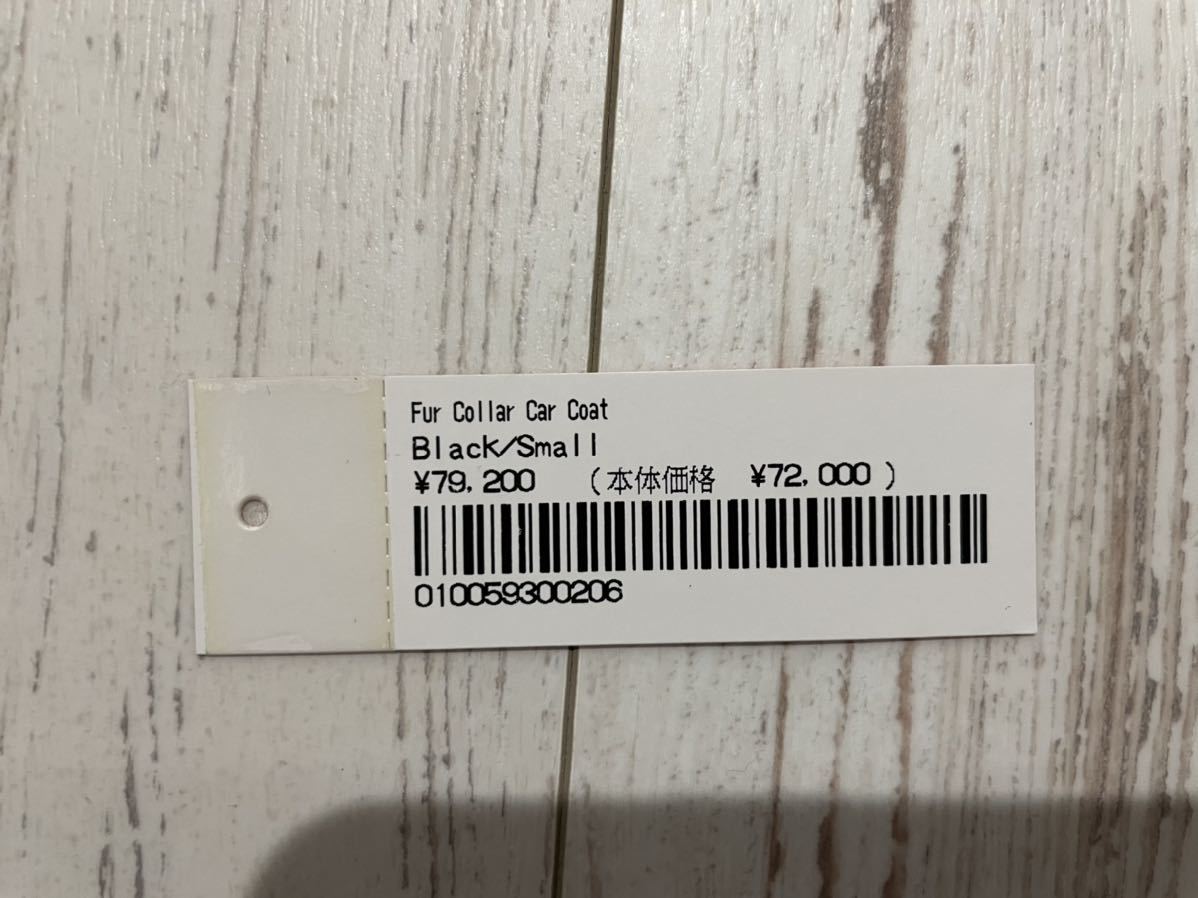 Fur Collar Car Coat
Black/Small
¥79,200 (本体価格 ¥72,000 )
010059300206